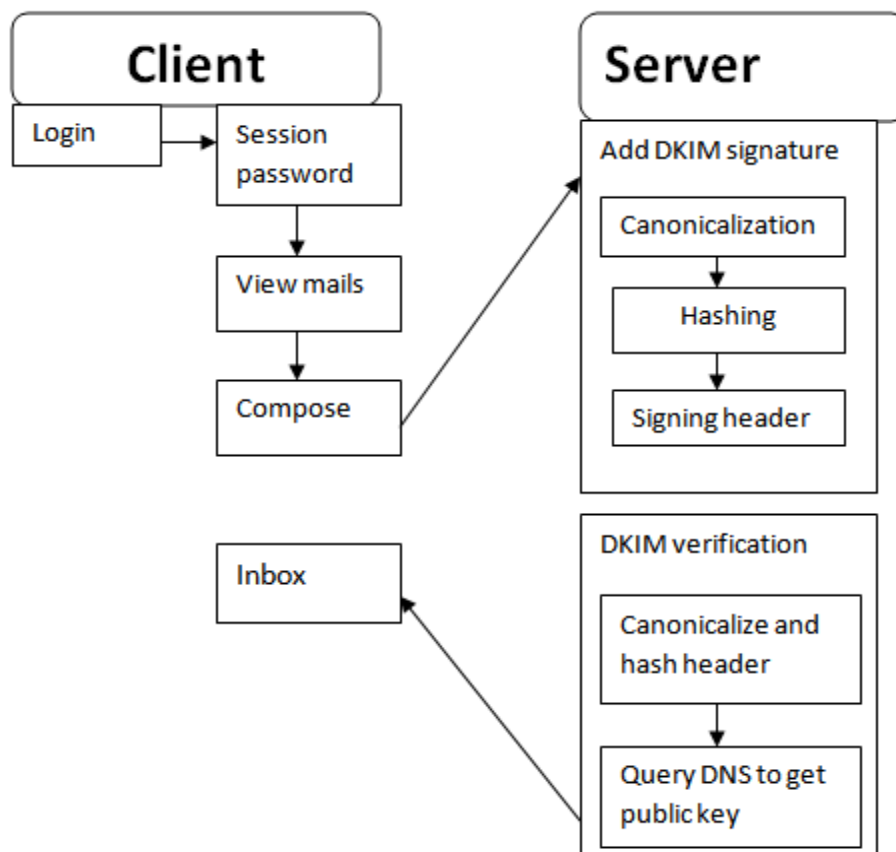 Client
Login
Session
password
View mails
Compose
Inbox
Server
Add DKIM signature
Canonicalization
Hashing
Signing header
DKIM verification
Canonicalize and
hash header
Query DNS to get
public key